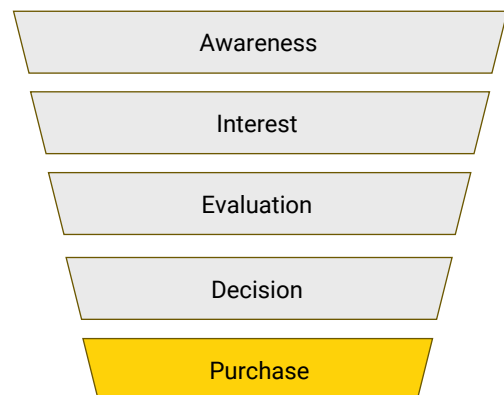 Awareness
Interest
Evaluation
Decision
Purchase